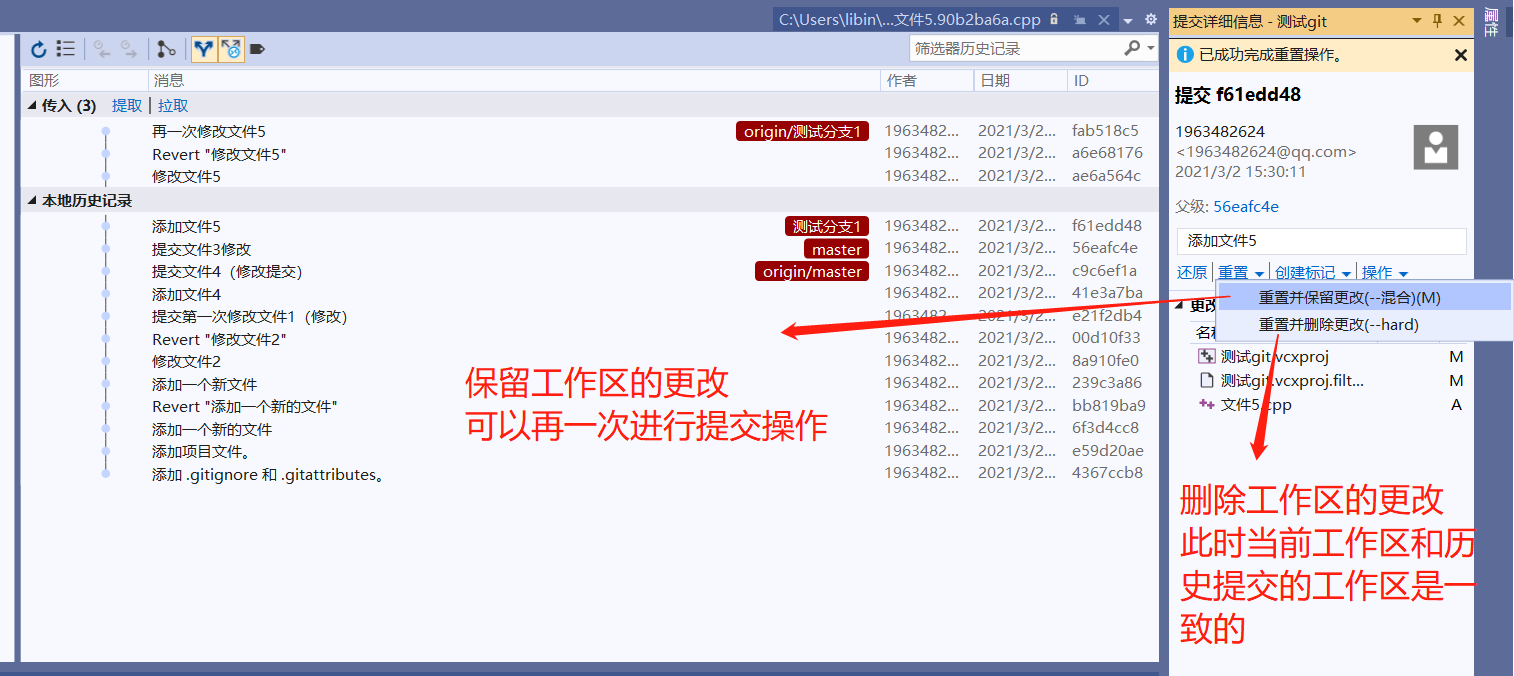 C:\Users\libin\...文件5.90b2ba6a.cpp
筛选器历史记录
图形 消息 作者 日期 ID
传入 (3) 提取 拉取
再一次修改文件5 origin/测试分支1 1963482... 2021/3/2... fab518c5
Revert "修改文件5" 1963482... 2021/3/2... a6e68176
修改文件5 1963482... 2021/3/2... ae6a564c
本地历史记录
添加文件5 测试分支1 1963482... 2021/3/2... f61edd48
提交文件3修改 master 1963482... 2021/3/2... 56eafc4e
提交文件4（修改提交） origin/master 1963482... 2021/3/2... c9c6ef1a
添加文件4 1963482... 2021/3/2... 41e3a7ba
提交第一次修改文件1（修改） 1963482... 2021/3/2... e21f2db4
Revert "修改文件2" 1963482... 2021/3/2... 00d10f33
修改文件2 1963482... 2021/3/2... 8a910fe0
添加一个新文件 1963482... 2021/3/2... 239c3a86
Revert "添加一个新的文件" 1963482... 2021/3/2... bb819ba9
添加一个新的文件 1963482... 2021/3/2... 6f3d4cc8
添加项目文件。 1963482... 2021/3/2... e59d20ae
添加 .gitignore 和 .gitattributes。 1963482... 2021/3/2... 4367ccb8
保留工作区的更改
可以再一次进行提交操作
提交详细信息 - 测试git
已成功完成重置操作。
提交 f61edd48
1963482624
<1963482624@qq.com>
2021/3/2 15:30:11
父级: 56eafc4e
添加文件5
还原 重置 创建标记 操作
重置并保留更改(--混合)(M)
重置并删除更改(--hard)
更改
名称
测试git.vcxproj M
测试git.vcxproj.filt... M
文件5.cpp A
删除工作区的更改
此时当前工作区和历
史提交的工作区是一
致的
属性